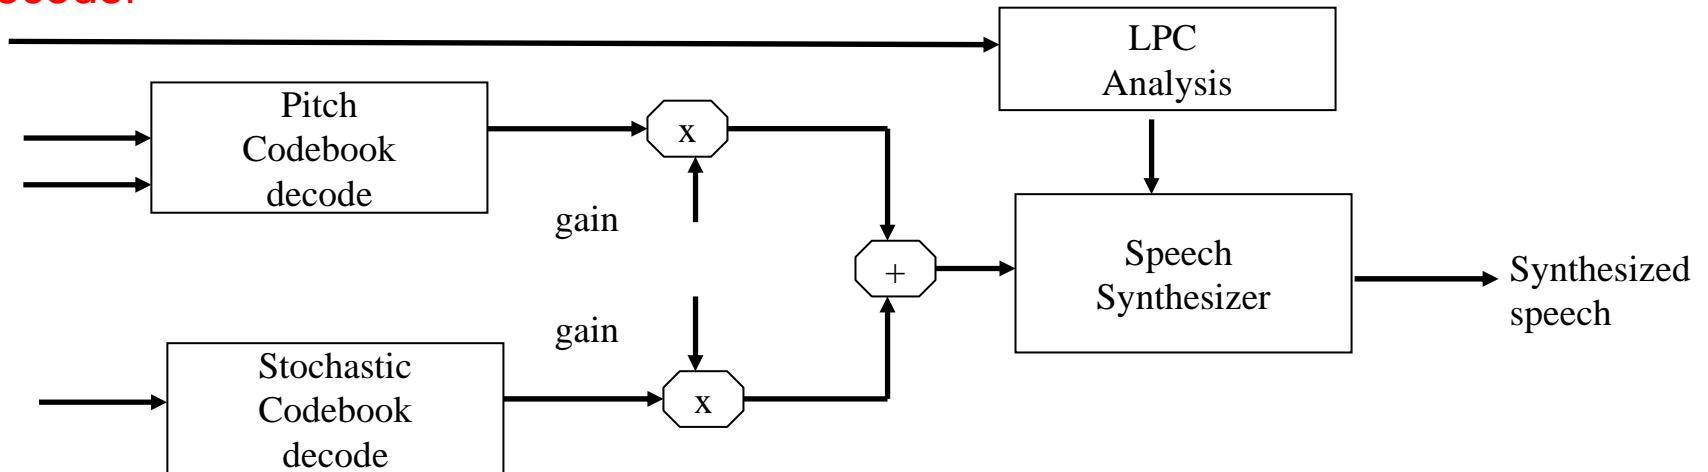 LPC
Analysis
Pitch
Codebook
decode
x
gain
+
Speech
Synthesizer
Synthesized
speech
gain
Stochastic
Codebook
decode
x